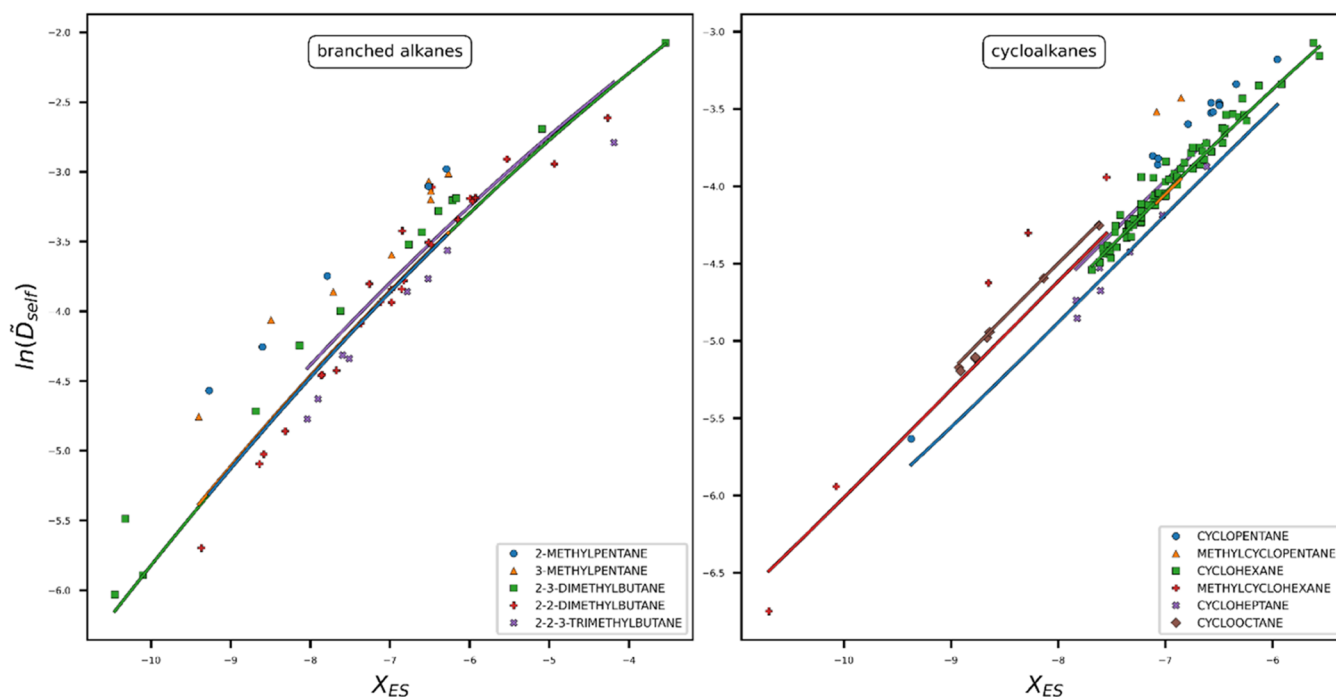 branched alkanes
ln(D̃self)
−2.0
−2.5
−3.0
−3.5
−4.0
−4.5
−5.0
−5.5
−6.0
2-METHYLPENTANE
3-METHYLPENTANE
2-3-DIMETHYLBUTANE
2-2-DIMETHYLBUTANE
2-2-3-TRIMETHYLBUTANE
−10 −9 −8 −7 −6 −5 −4
XES
cycloalkanes
−3.0
−3.5
−4.0
−4.5
−5.0
−5.5
−6.0
−6.5
CYCLOPENTANE
METHYLCYCLOPENTANE
CYCLOHEXANE
METHYLCYCLOHEXANE
CYCLOHEPTANE
CYCLOOCTANE
−10 −9 −8 −7 −6
XES